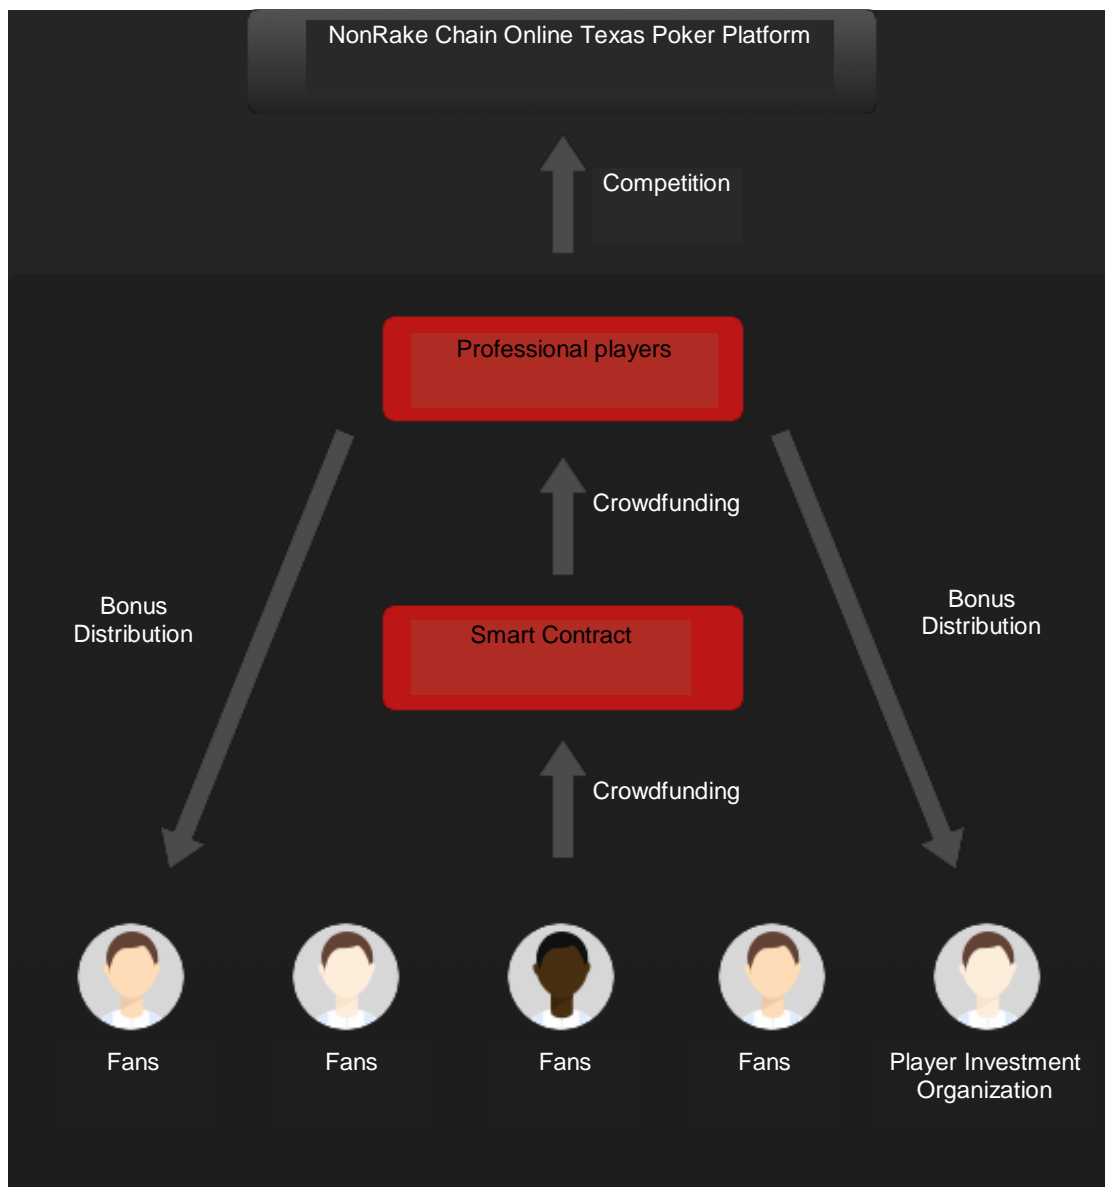 NonRake Chain Online Texas Poker Platform
Competition
Professional players
Crowdfunding
Bonus
Distribution
Bonus
Distribution
Smart Contract
Crowdfunding
Fans
Fans
Fans
Fans
Player Investment
Organization